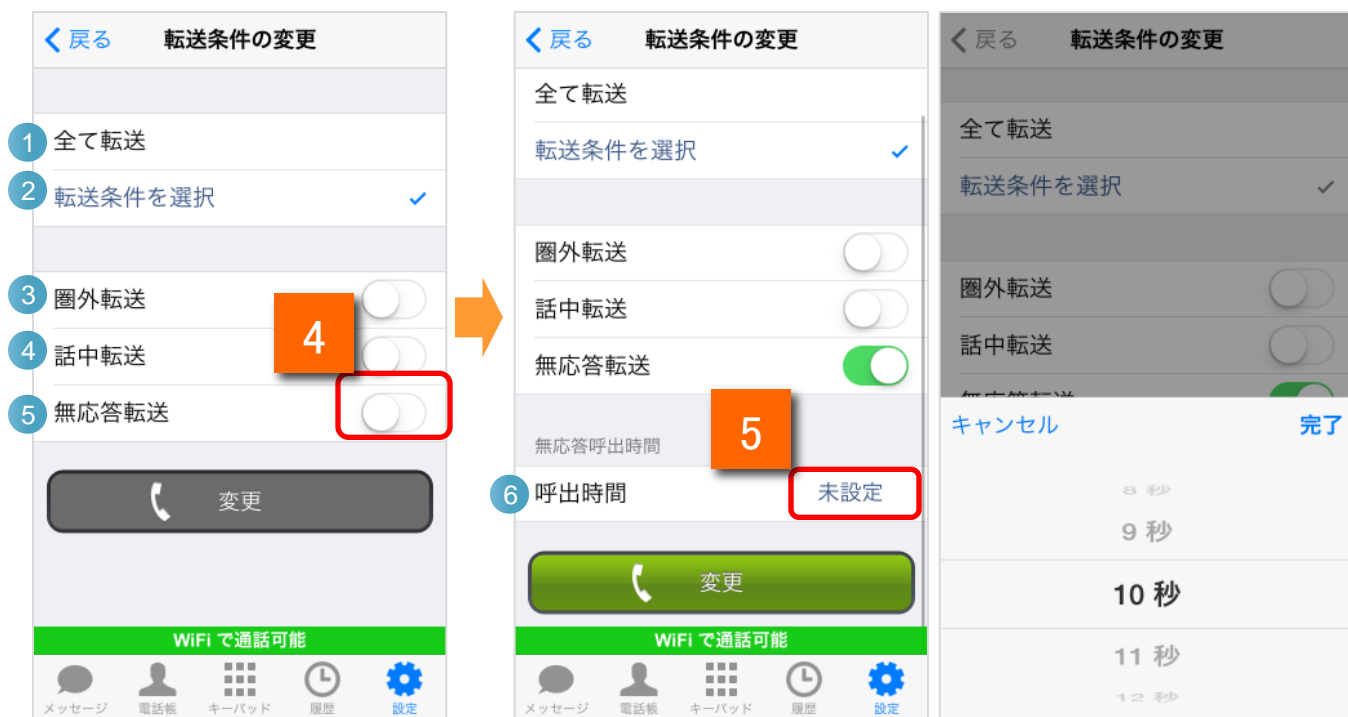 戻る 転送条件の変更
1 全て転送
2 転送条件を選択
3 圏外転送
4
4 話中転送
5 無応答転送
変更
WiFi で通話可能
メッセージ 電話帳 キーパッド 履歴 設定
戻る 転送条件の変更
全て転送
転送条件を選択
圏外転送
話中転送
無応答転送
5
無応答呼出時間
6 呼出時間 未設定
変更
WiFi で通話可能
メッセージ 電話帳 キーパッド 履歴 設定
戻る 転送条件の変更
全て転送
転送条件を選択
圏外転送
話中転送
無応答転送
キャンセル 完了
8 秒
9 秒
10 秒
11 秒
12 秒